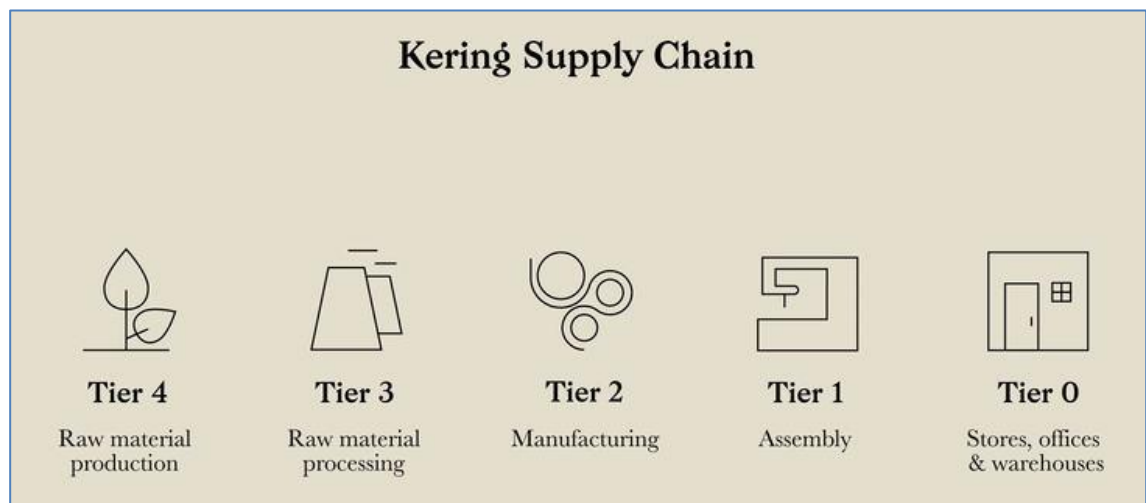 Kering Supply Chain
Tier 4
Tier 3
Tier 2
Tier 1
Tier 0
Raw material
production
Raw material
processing
Manufacturing
Assembly
Stores, offices
& warehouses